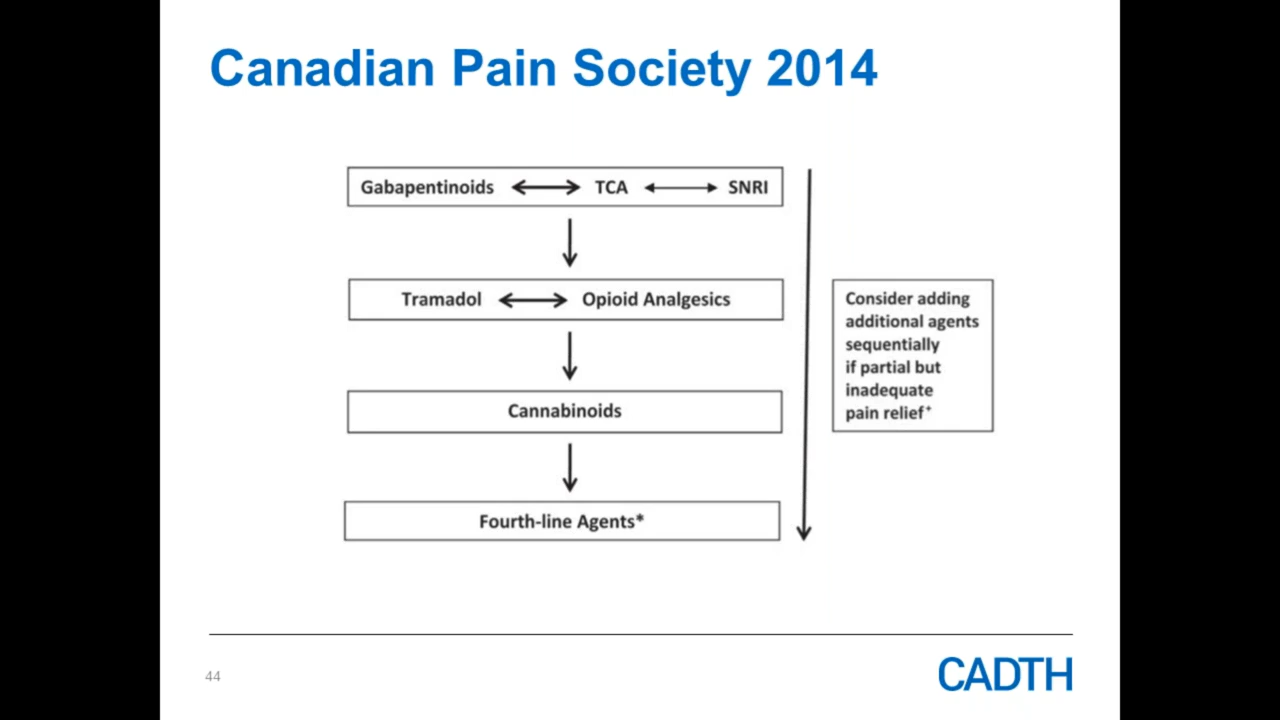 Canadian Pain Society 2014
Gabapentinoids TCA SNRI
Tramadol Opioid Analgesics
Cannabinoids
Fourth-line Agents*
Consider adding
additional agents
sequentially
if partial but
inadequate
pain relief+
44
CADTH